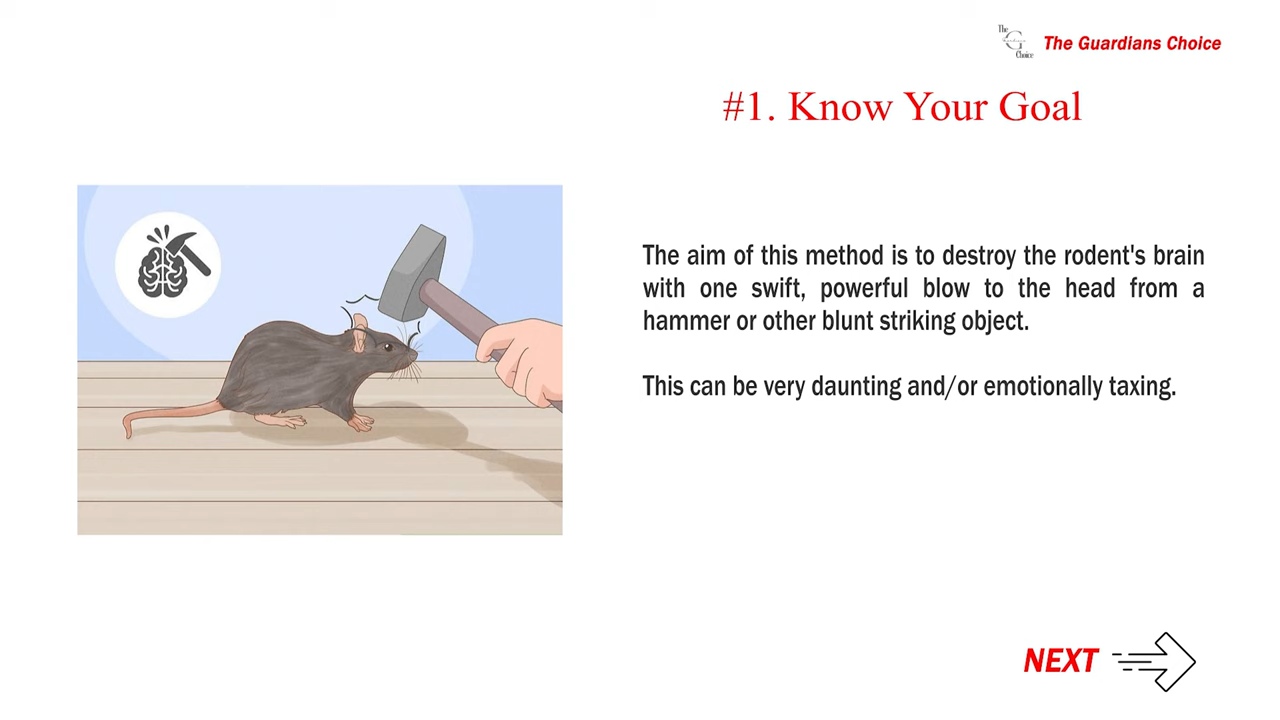 The
G
Choice
The Guardians Choice
#1. Know Your Goal
The aim of this method is to destroy the rodent's brain
with one swift, powerful blow to the head from a
hammer or other blunt striking object.
This can be very daunting and/or emotionally taxing.
NEXT